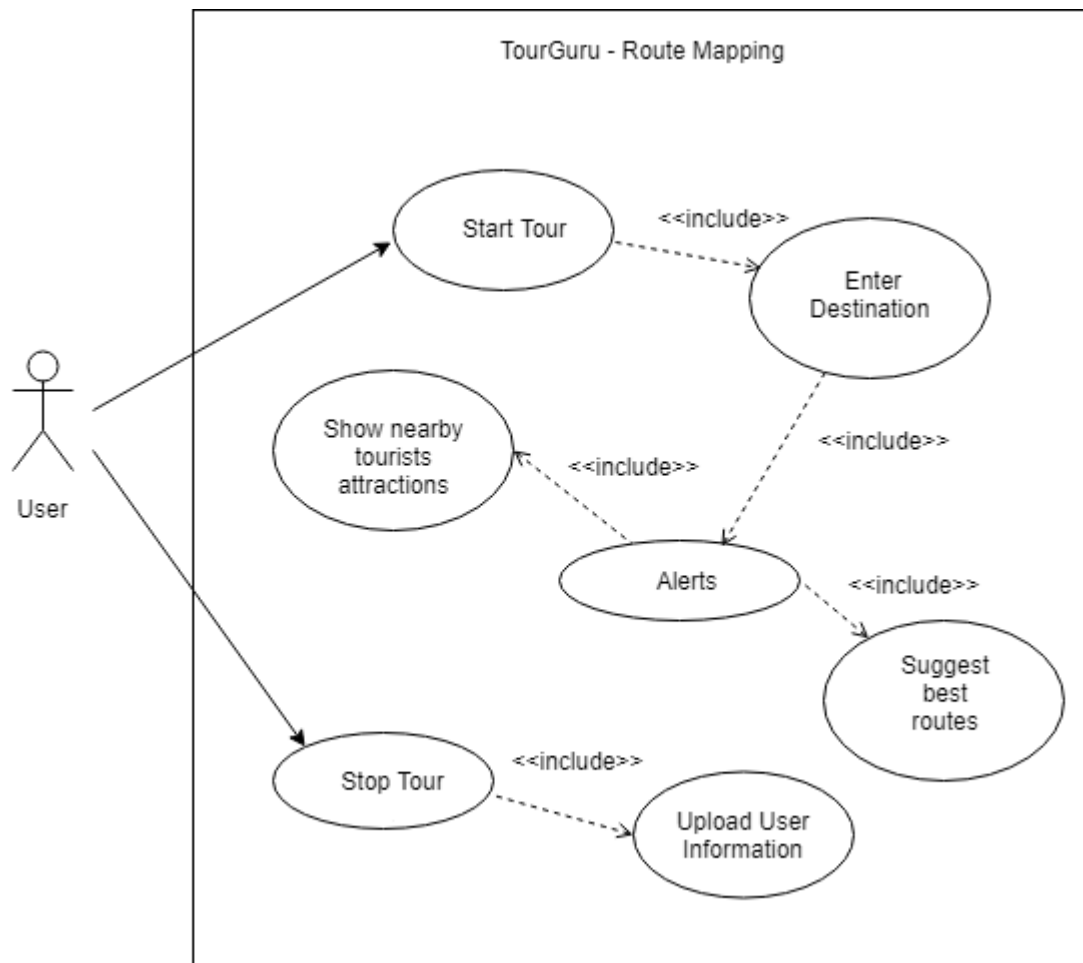 TourGuru - Route Mapping
Start Tour
<<include>>
Enter
Destination
Show nearby
tourists
attractions
<<include>>
<<include>>
User
Alerts
<<include>>
Suggest
best
routes
Stop Tour
<<include>>
Upload User
Information